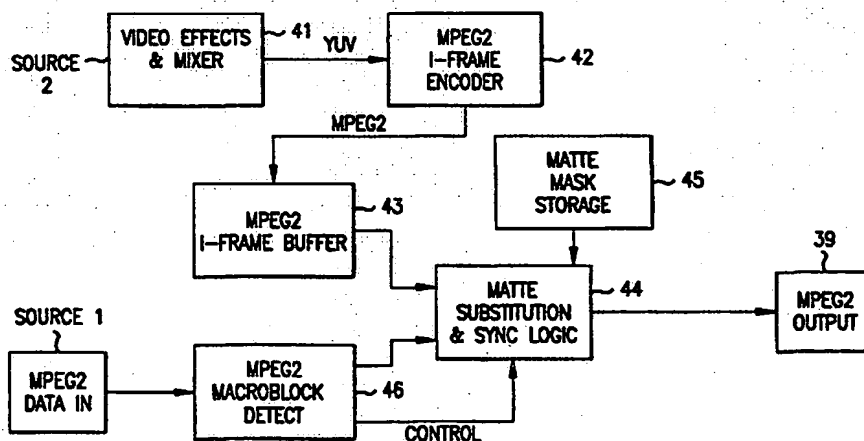 VIDEO EFFECTS
& MIXER
41
SOURCE
2
YUV
MPEG2
I-FRAME
ENCODER
42
MPEG2
MPEG2
I-FRAME BUFFER
43
MATTE
MASK
STORAGE
45
MATTE
SUBSTITUTION
& SYNC LOGIC
44
39
MPEG2
OUTPUT
SOURCE 1
MPEG2
DATA IN
MPEG2
MACROBLOCK
DETECT
46
CONTROL